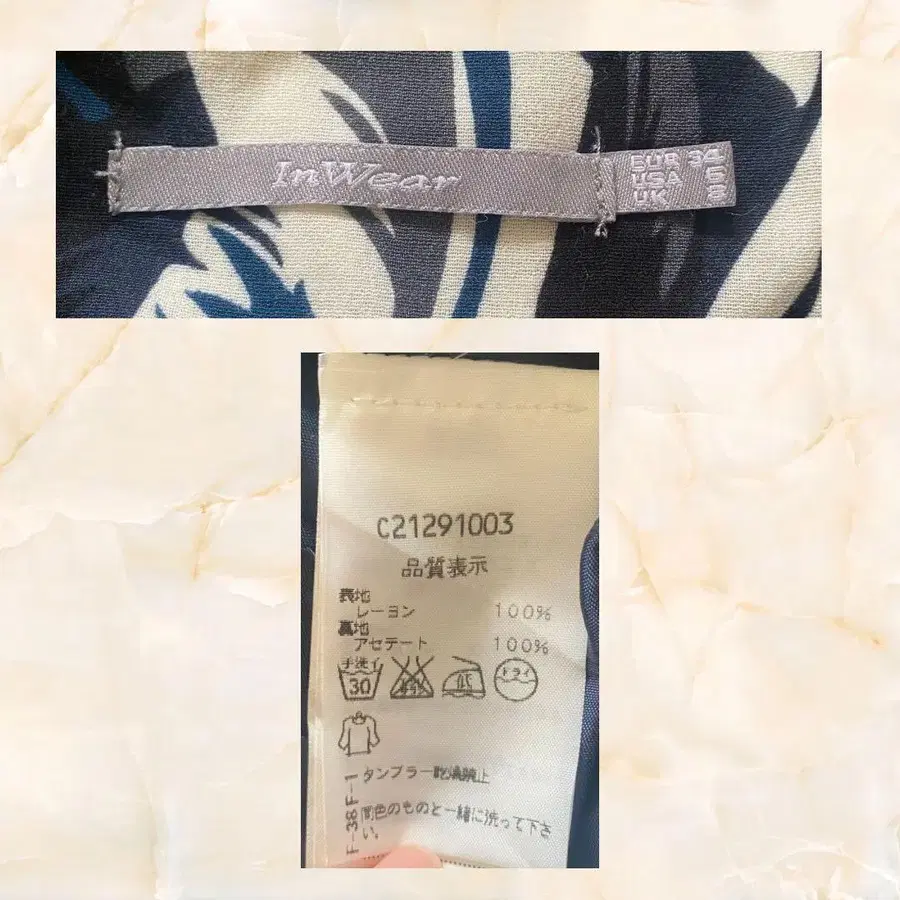 InWear
EUR 34
USA
UK
C21291003
品質表示
表地
レーヨン 100%
裏地
アセテート 100%
手洗イ
30
ドライ
タンブラー乾燥禁止
同色のものと一緒に洗って下さい。
F-38F-1